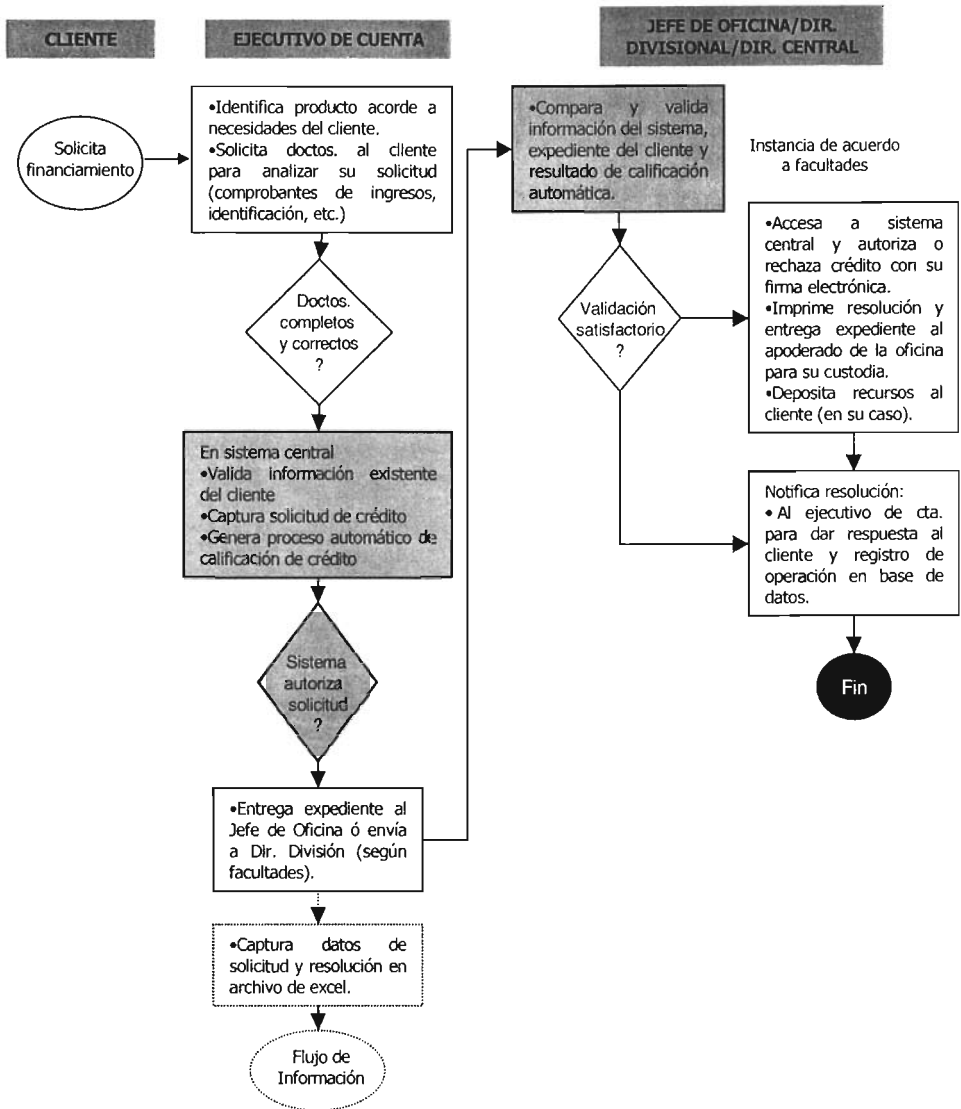 CLIENTE
EJECUTIVO DE CUENTA
JEFE DE OFICINA/DIR.
DIVISIONAL/DIR. CENTRAL
Solicita
financiamiento
•Identifica producto acorde a
necesidades del cliente.
•Solicita doctos. al cliente
para analizar su solicitud
(comprobantes de ingresos,
identificación, etc.)
Doctos.
completos
y correctos
?
En sistema central
•Valida información existente
del cliente
•Captura solicitud de crédito
•Genera proceso automático de
calificación de crédito
Sistema
autoriza
solicitud
?
•Entrega expediente al
Jefe de Oficina ó envía
a Dir. División (según
facultades).
•Captura datos de
solicitud y resolución en
archivo de excel.
Flujo de
Información
•Compara y valida
información del sistema,
expediente del cliente y
resultado de calificación
automática.
Validación
satisfactorio
?
Instancia de acuerdo
a facultades
•Accesa a sistema
central y autoriza o
rechaza crédito con su
firma electrónica.
•Imprime resolución y
entrega expediente al
apoderado de la oficina
para su custodia.
•Deposita recursos al
cliente (en su caso).
Notifica resolución:
• Al ejecutivo de cta.
para dar respuesta al
cliente y registro de
operación en base de
datos.
Fin